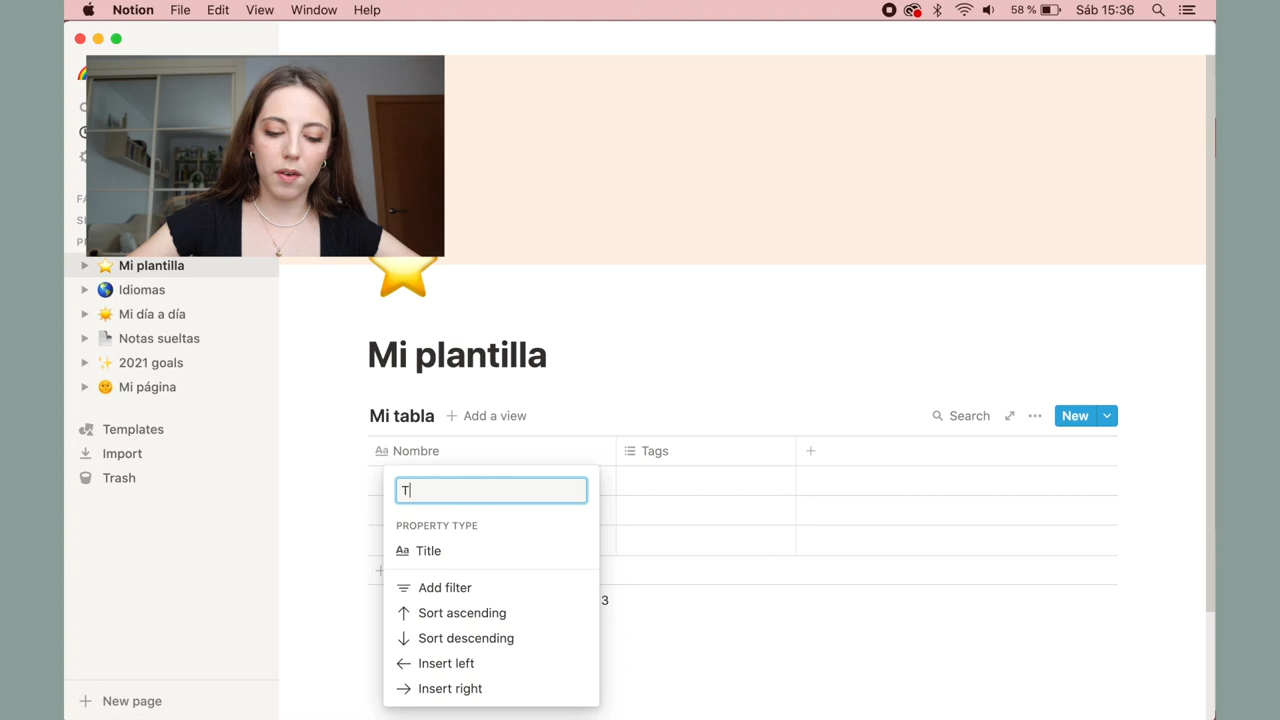 Notion File Edit View Window Help 58 % Sáb 15:36
Mi plantilla
Idiomas
Mi día a día
Notas sueltas
2021 goals
Mi página
Templates
Import
Trash
New page
Mi plantilla
Mi tabla + Add a view Search ••• New
Aa Nombre Tags +
T
PROPERTY TYPE
Aa Title
Add filter
Sort ascending
Sort descending
Insert left
Insert right
3